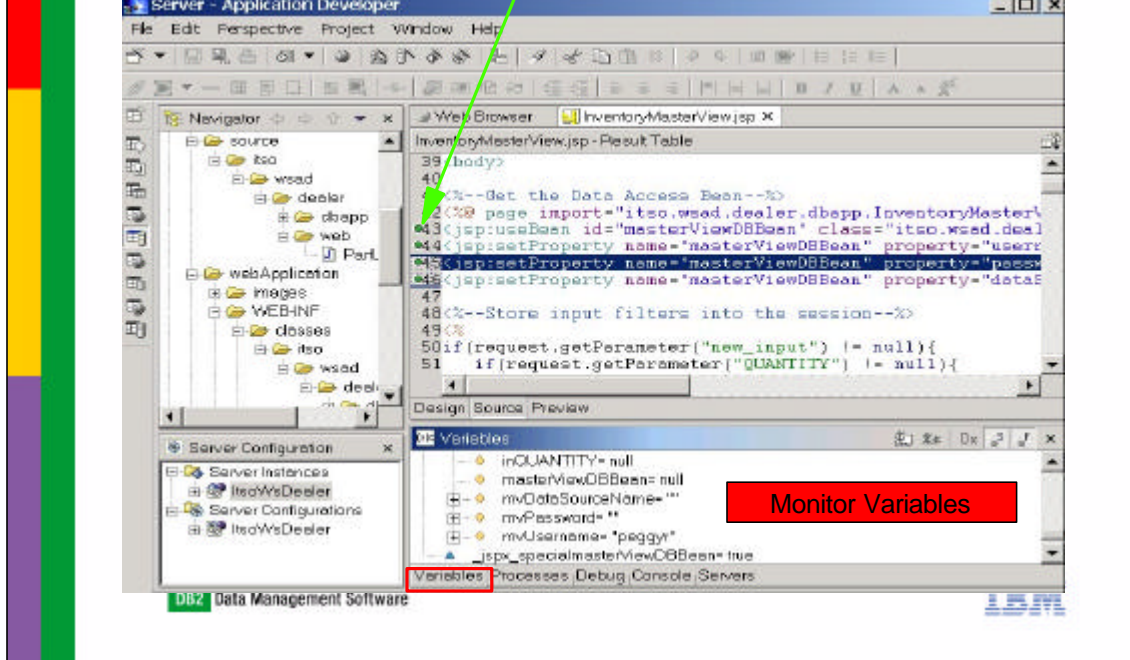 Server - Application Developer
File Edit Perspective Project Window Help
Navigator
source
itso
wsad
dealer
dbapp
web
webApplication
images
WEB-INF
classes
itso
wsad
Server Configuration
Server Instances
ItsoWsDealer
Server Configurations
ItsoWsDealer
Web Browser InventoryMasterView.jsp
InventoryMasterView.jsp - Result Table
39 <body>
40
<%--Get the Data Access Bean--%>
42<%@ page import="itso.wsad.dealer.dbapp.InventoryMasterV
43<jsp:useBean id="masterViewDBBean" class="itso.wsad.deal
44<jsp:setProperty name="masterViewDBBean" property="usern
45<jsp:setProperty name="masterViewDBBean" property="passw
46<jsp:setProperty name="masterViewDBBean" property="dataS
47
48<%--Store input filters into the session--%>
49<%
50if(request.getParameter("new_input") != null){
51 if(request.getParameter("QUANTITY") != null){
Design Source Preview
Variables
inQUANTITY= null
masterViewDBBean= null
mvDataSourceName= ""
mvPassword= ""
mvUsername= "peggyr"
_jspx_specialmasterViewDBBean= true
Monitor Variables
Variables Processes Debug Console Servers
DB2 Data Management Software
IBM